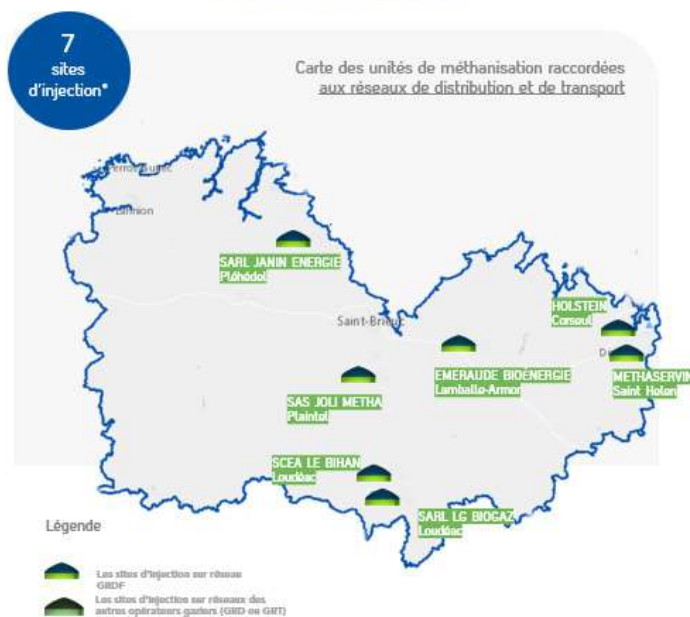 7
sites
d'injection*
Carte des unités de méthanisation raccordées
aux réseaux de distribution et de transport
Lannion
SARL JANIN ENERGIE
Pléhédel
Saint-Brieuc
HOLSTEIN
Corseul
EMERAUDE BIOÉNERGIE
Lamballe-Armor
METHASERVIN
Saint Helen
SAS JOLI METHA
Plaintel
SCEA LE BIHAN
Loudéac
SARL LG BIOGAZ
Loudéac
Légende
Les sites d'injection sur réseau
GRDF
Les sites d'injection sur réseaux des
autres opérateurs gaziers (GRD ou GRT)